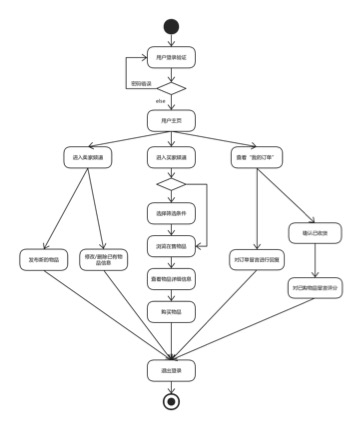 用户登录验证
密码错误
else
用户主页
进入卖家频道
进入买家频道
查看“我的订单”
选择筛选条件
确认已收货
浏览在售物品
发布新的物品
修改/删除已有物
品信息
对订单留言进行回复
查看物品详细信息
对已购物品留言评分
购买物品
退出登录